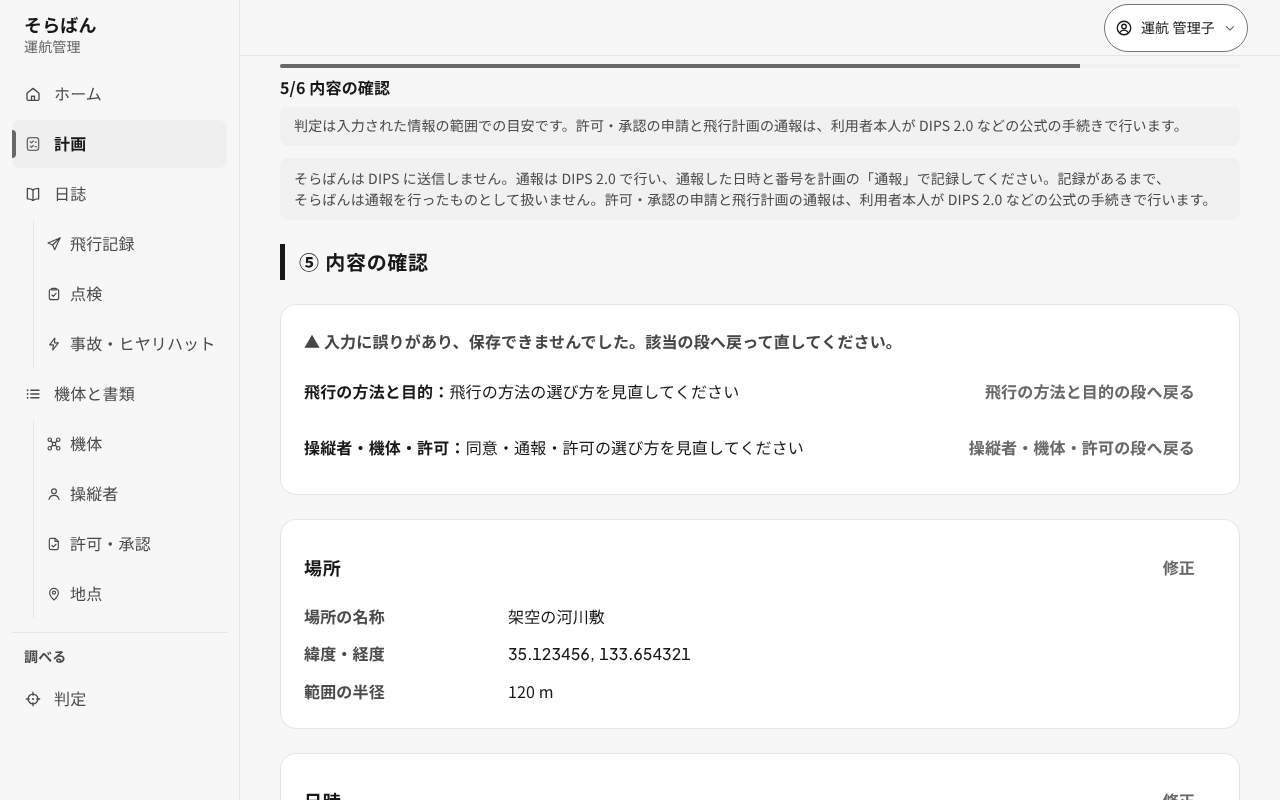 そらばん
運航管理
ホーム
計画
日誌
飛行記録
点検
事故・ヒヤリハット
機体と書類
機体
操縦者
許可・承認
地点
調べる
判定
運航 管理子
5/6 内容の確認
判定は入力された情報の範囲での目安です。許可・承認の申請と飛行計画の通報は、利用者本人が DIPS 2.0 などの公式の手続きで行います。
そらばんは DIPS に送信しません。通報は DIPS 2.0 で行い、通報した日時と番号を計画の「通報」で記録してください。記録があるまで、
そらばんは通報を行ったものとして扱いません。許可・承認の申請と飛行計画の通報は、利用者本人が DIPS 2.0 などの公式の手続きで行います。
⑤ 内容の確認
▲ 入力に誤りがあり、保存できませんでした。該当の段へ戻って直してください。
飛行の方法と目的：飛行の方法の選び方を見直してください
飛行の方法と目的の段へ戻る
操縦者・機体・許可：同意・通報・許可の選び方を見直してください
操縦者・機体・許可の段へ戻る
場所
修正
場所の名称
架空の河川敷
緯度・経度
35.123456, 133.654321
範囲の半径
120 m
日時
修正